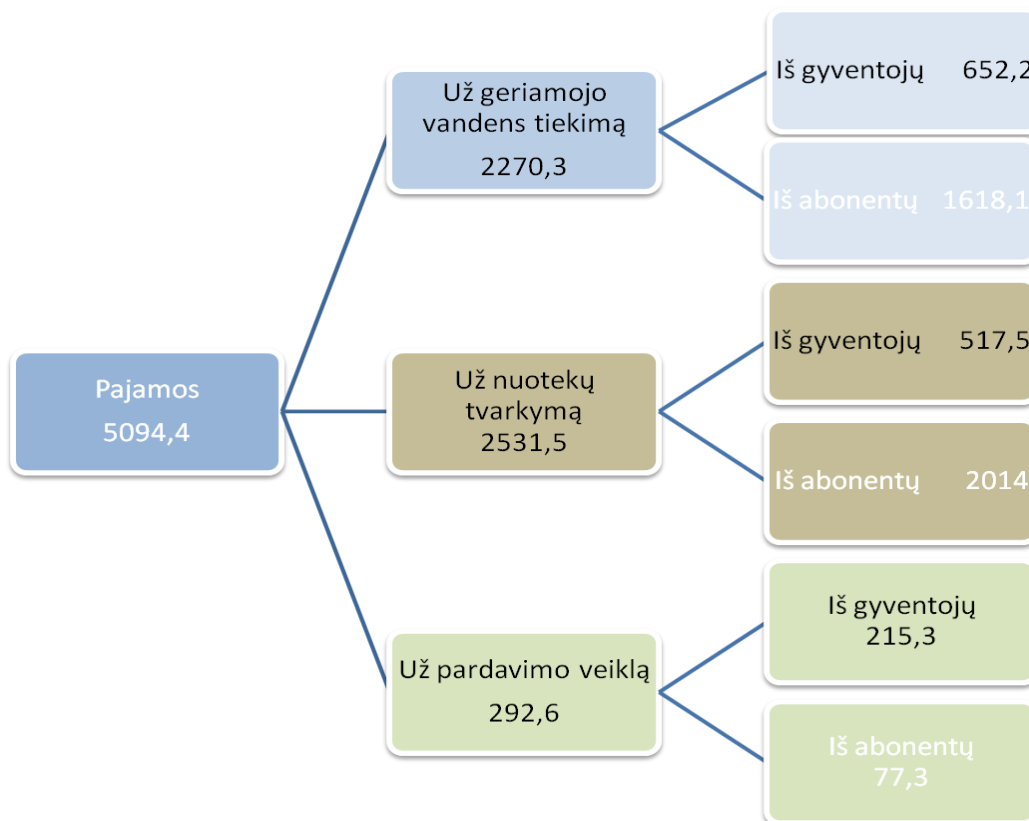 Pajamos
5094,4
Už geriamojo
vandens tiekimą
2270,3
Iš gyventojų 652,2
Iš abonentų 1618,1
Už nuotekų
tvarkymą
2531,5
Iš gyventojų 517,5
Iš abonentų 2014
Už pardavimo veiklą
292,6
Iš gyventojų
215,3
Iš abonentų
77,3